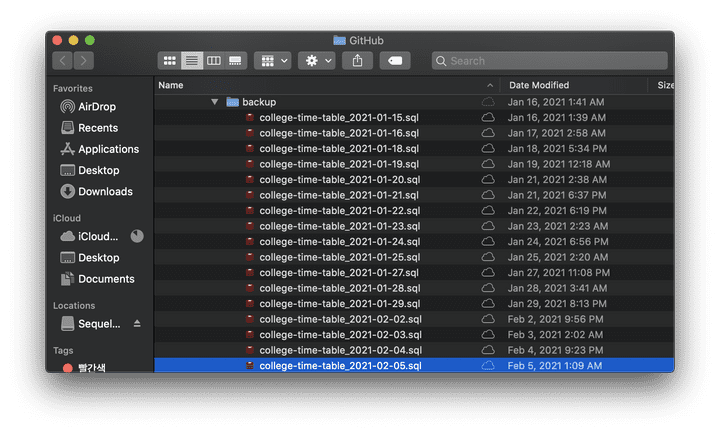 GitHub
Search
Favorites
AirDrop
Recents
Applications
Desktop
Downloads
iCloud
iCloud...
Desktop
Documents
Locations
Sequel...
Tags
빨간색
Name Date Modified Size
backup Jan 16, 2021 1:41 AM
college-time-table_2021-01-15.sql Jan 16, 2021 1:39 AM
college-time-table_2021-01-16.sql Jan 17, 2021 2:58 AM
college-time-table_2021-01-18.sql Jan 18, 2021 5:34 PM
college-time-table_2021-01-19.sql Jan 19, 2021 12:18 AM
college-time-table_2021-01-20.sql Jan 21, 2021 2:38 AM
college-time-table_2021-01-21.sql Jan 21, 2021 6:37 PM
college-time-table_2021-01-22.sql Jan 22, 2021 6:19 PM
college-time-table_2021-01-23.sql Jan 23, 2021 2:23 AM
college-time-table_2021-01-24.sql Jan 24, 2021 6:56 PM
college-time-table_2021-01-25.sql Jan 25, 2021 2:20 AM
college-time-table_2021-01-27.sql Jan 27, 2021 11:08 PM
college-time-table_2021-01-28.sql Jan 28, 2021 3:41 AM
college-time-table_2021-01-29.sql Jan 29, 2021 8:13 PM
college-time-table_2021-02-02.sql Feb 2, 2021 9:56 PM
college-time-table_2021-02-03.sql Feb 3, 2021 2:02 AM
college-time-table_2021-02-04.sql Feb 4, 2021 9:23 PM
college-time-table_2021-02-05.sql Feb 5, 2021 1:09 AM